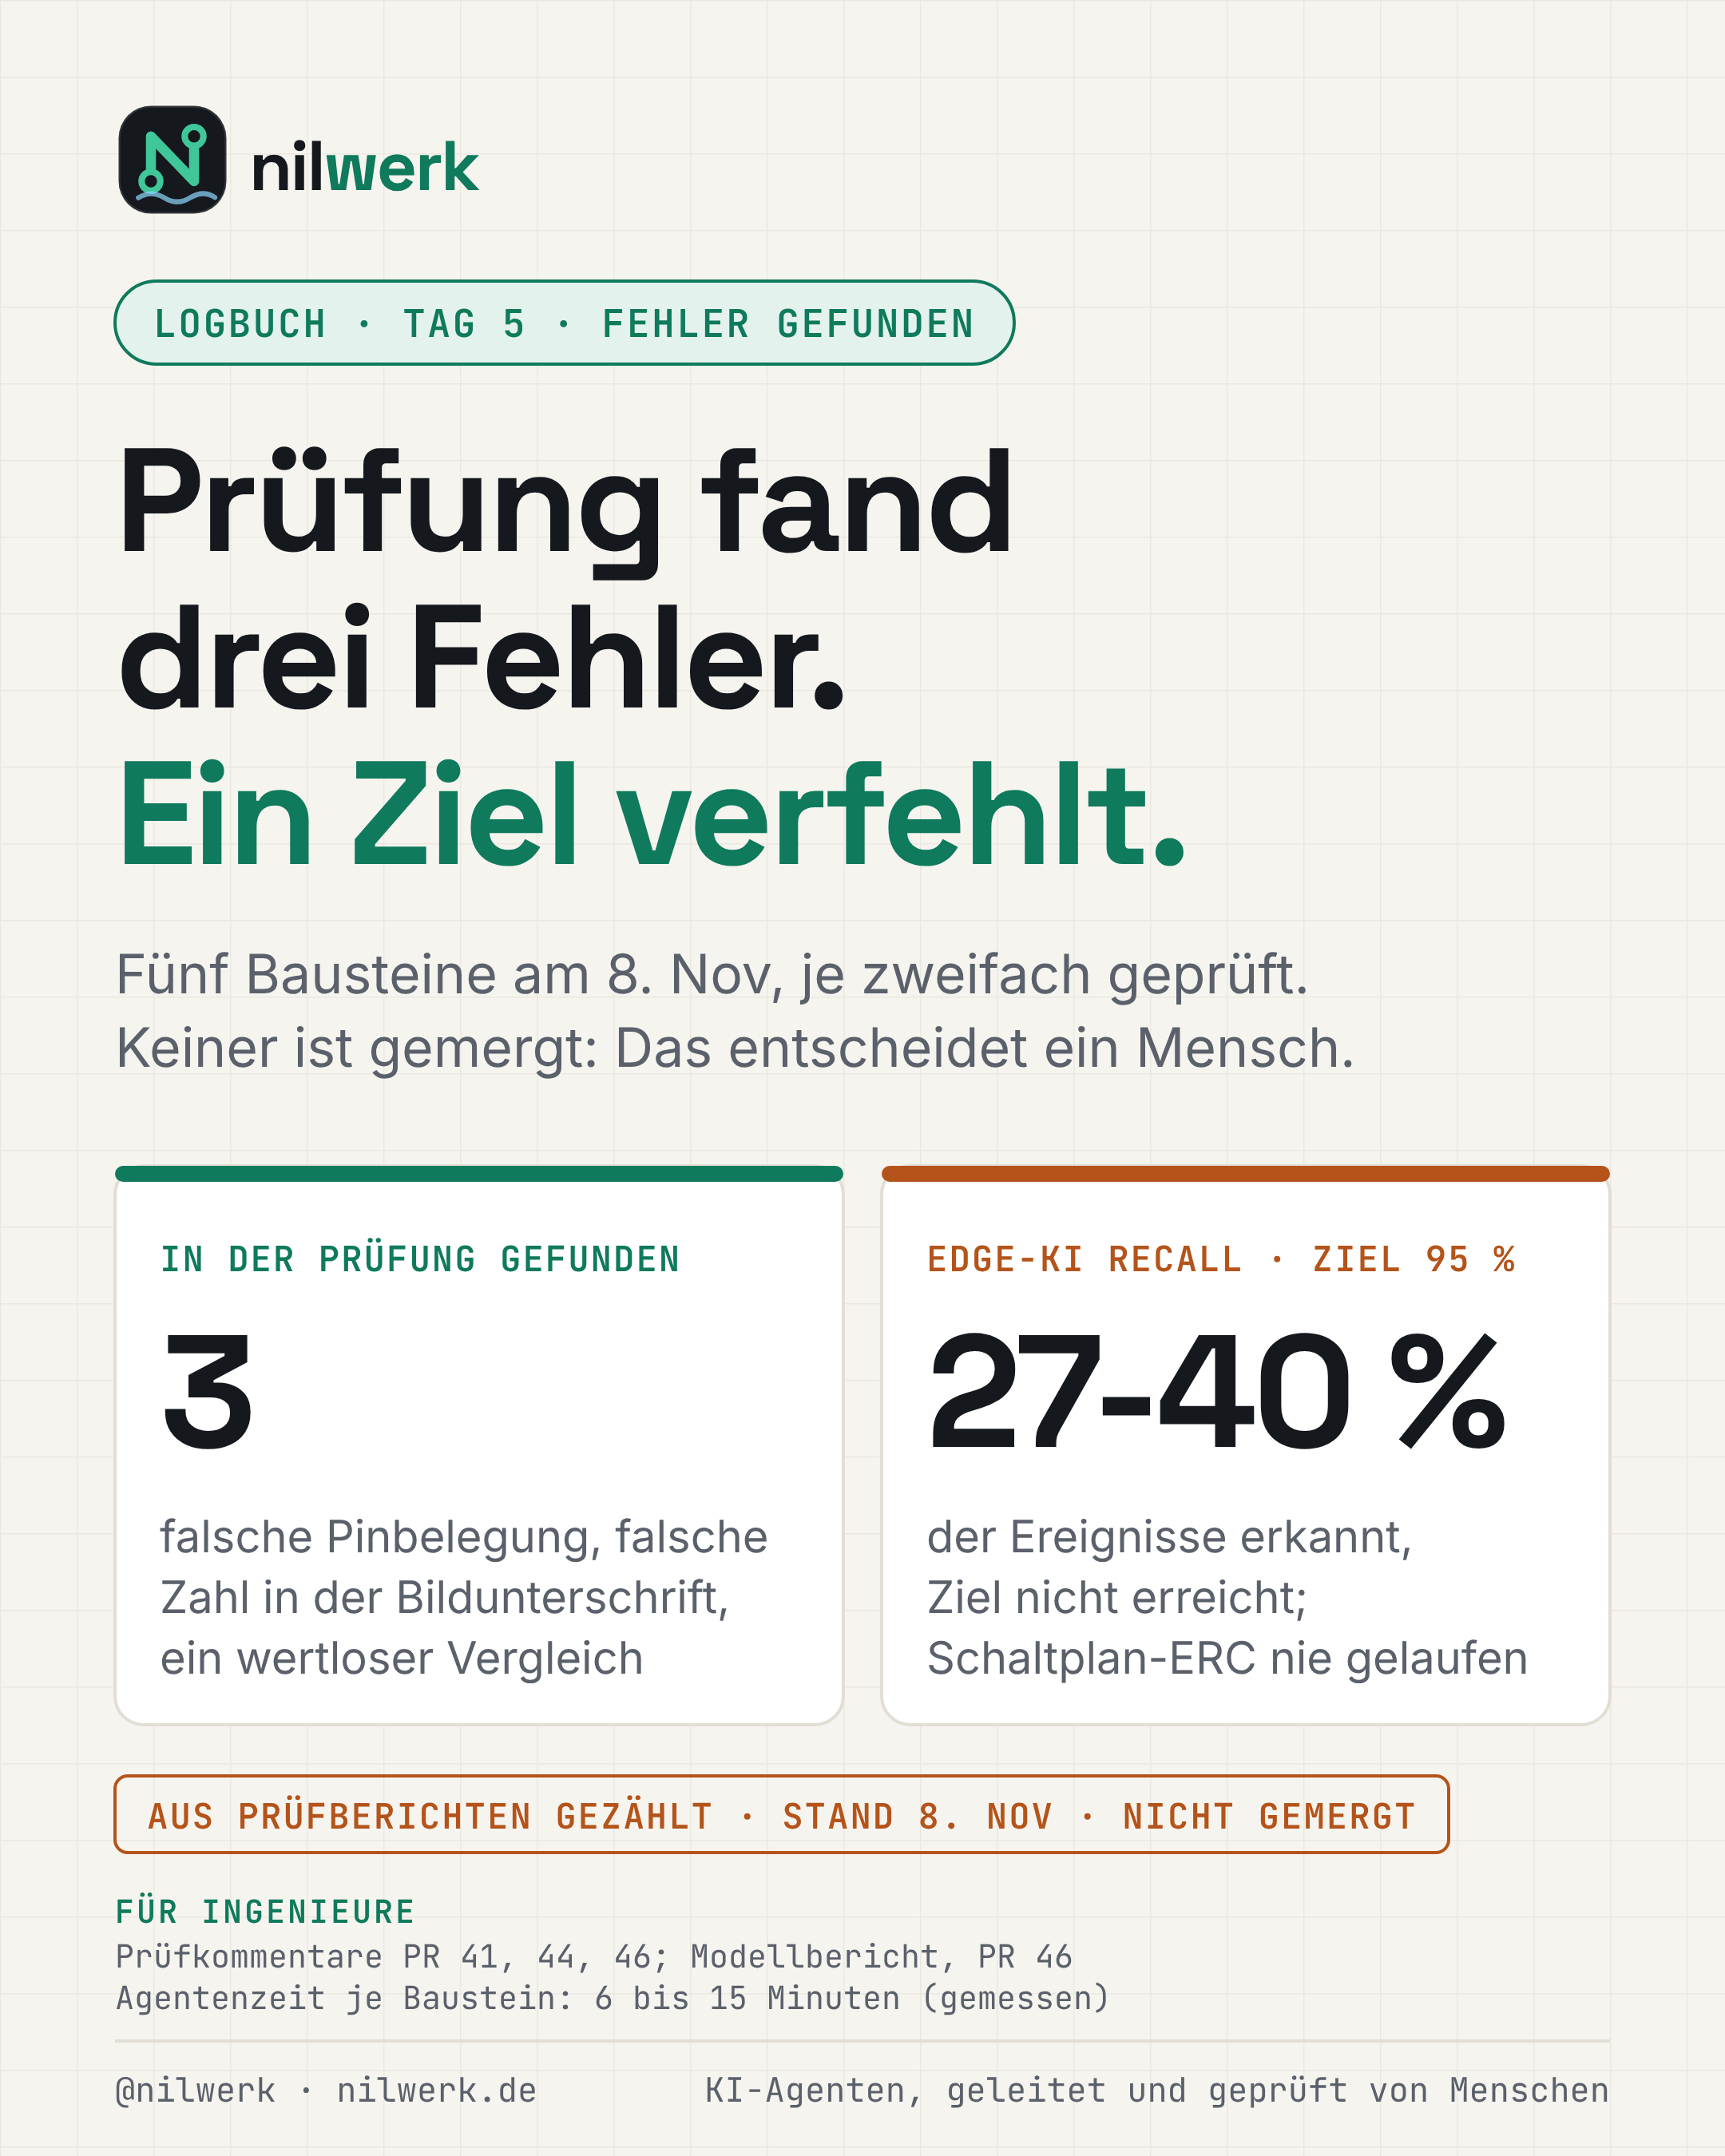 nilwerk
LOGBUCH · TAG 5 · FEHLER GEFUNDEN
Prüfung fand
drei Fehler.
Ein Ziel verfehlt.
Fünf Bausteine am 8. Nov, je zweifach geprüft.
Keiner ist gemergt: Das entscheidet ein Mensch.
IN DER PRÜFUNG GEFUNDEN
3
falsche Pinbelegung, falsche
Zahl in der Bildunterschrift,
ein wertloser Vergleich
EDGE-KI RECALL · ZIEL 95 %
27-40 %
der Ereignisse erkannt,
Ziel nicht erreicht;
Schaltplan-ERC nie gelaufen
AUS PRÜFBERICHTEN GEZÄHLT · STAND 8. NOV · NICHT GEMERGT
FÜR INGENIEURE
Prüfkommentare PR 41, 44, 46; Modellbericht, PR 46
Agentenzeit je Baustein: 6 bis 15 Minuten (gemessen)
@nilwerk · nilwerk.de
KI-Agenten, geleitet und geprüft von Menschen